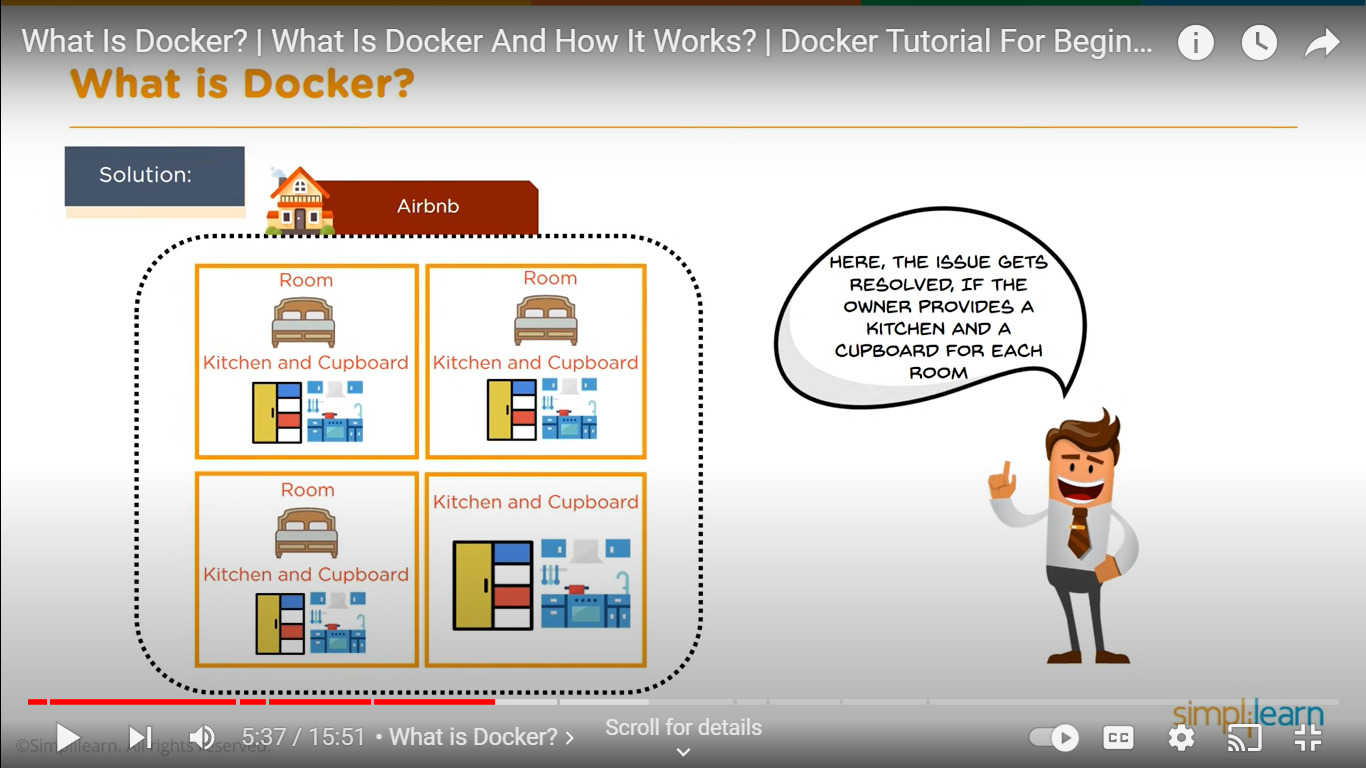 What Is Docker? | What Is Docker And How It Works? | Docker Tutorial For Begin...
What is Docker?
Solution:
Airbnb
Room
Kitchen and Cupboard
Room
Kitchen and Cupboard
Room
Kitchen and Cupboard
Kitchen and Cupboard
HERE, THE ISSUE GETS
RESOLVED, IF THE
OWNER PROVIDES A
KITCHEN AND A
CUPBOARD FOR EACH
ROOM
simplilearn
5:37 / 15:51 • What is Docker? >
Scroll for details
CC
©Simplilearn. All rights reserved.